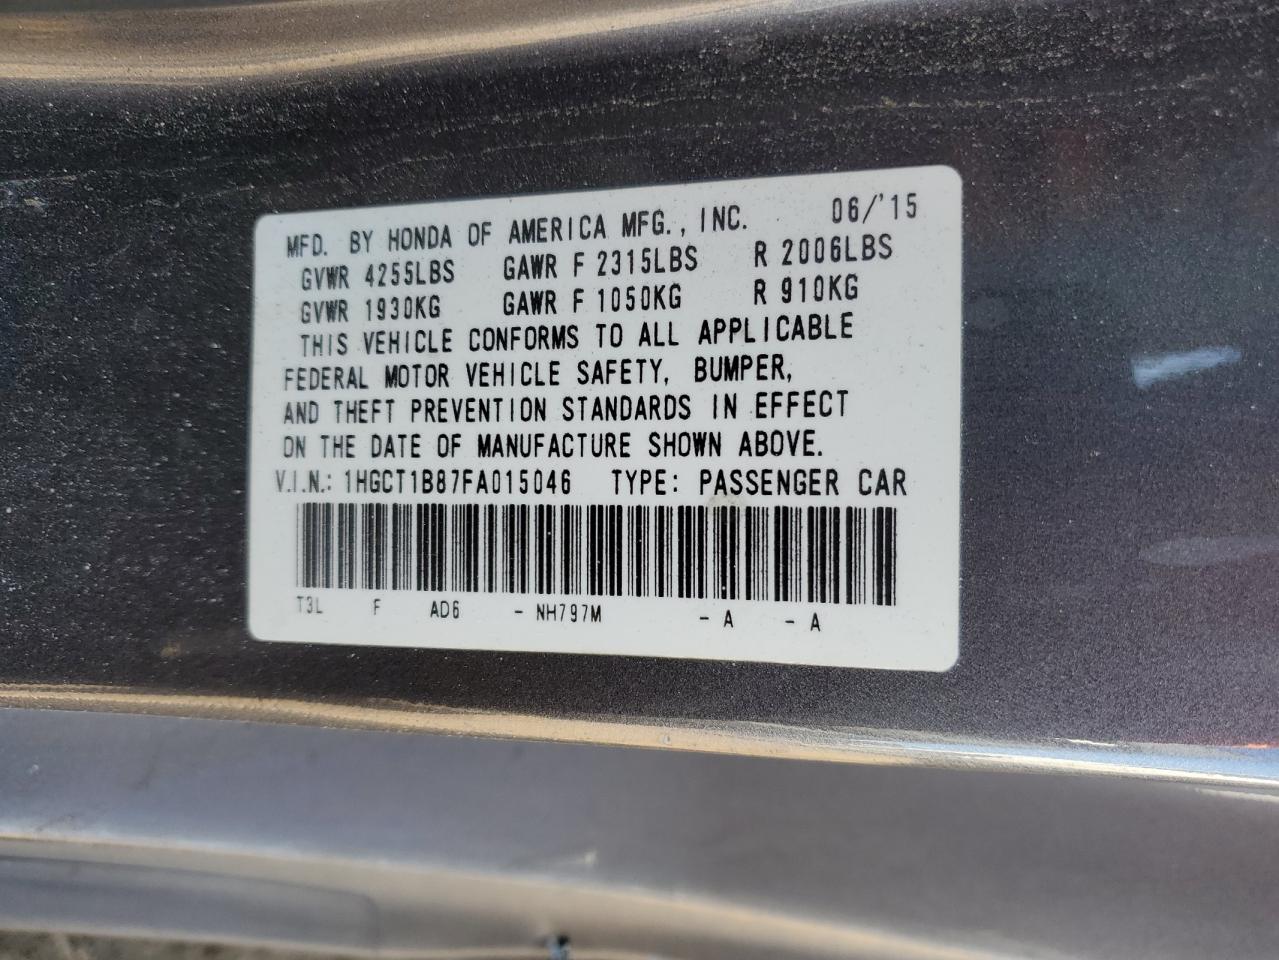 MFD. BY HONDA OF AMERICA MFG., INC. 06/'15
GVWR 4255LBS GAWR F 2315LBS R 2006LBS
GVWR 1930KG GAWR F 1050KG R 910KG
THIS VEHICLE CONFORMS TO ALL APPLICABLE
FEDERAL MOTOR VEHICLE SAFETY, BUMPER,
AND THEFT PREVENTION STANDARDS IN EFFECT
ON THE DATE OF MANUFACTURE SHOWN ABOVE.
V.I.N.: 1HGCT1B87FA015046 TYPE: PASSENGER CAR
T3L F AD6 - NH797M - A - A